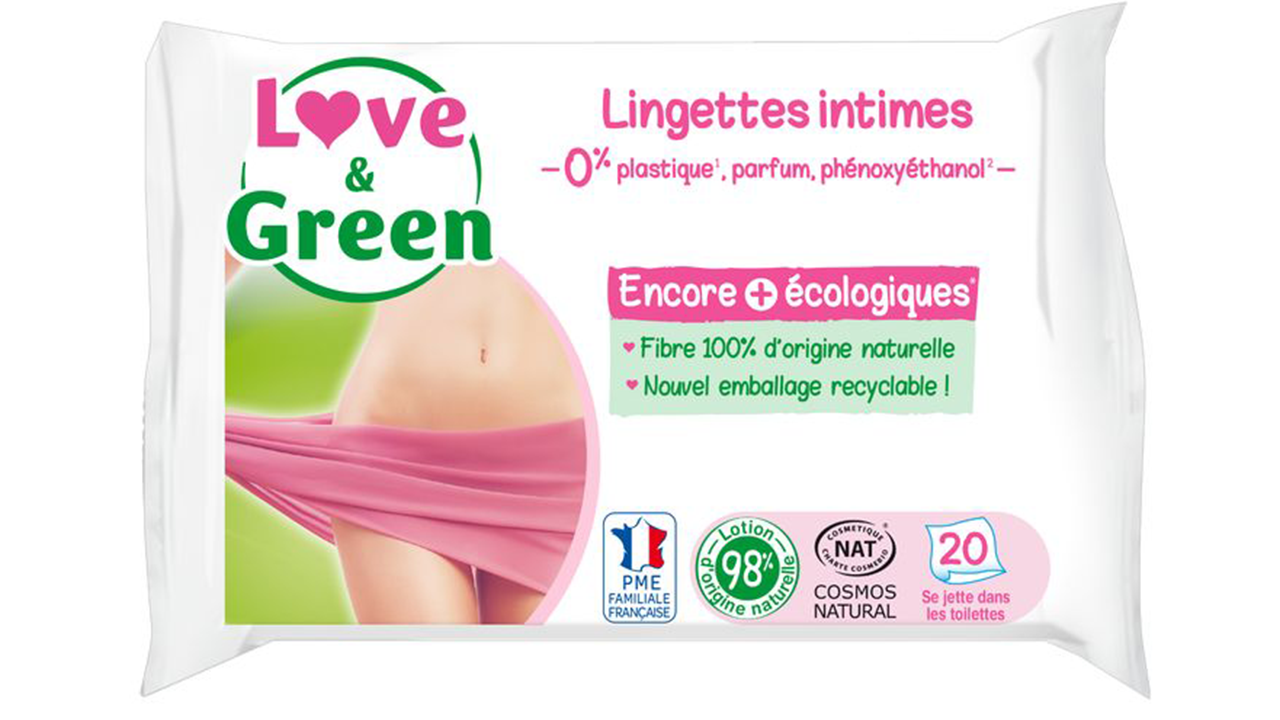 Love
&
Green
Lingettes intimes
–0% plastique¹, parfum, phénoxyéthanol²–
Encore + écologiques*
♥ Fibre 100% d'origine naturelle
♥ Nouvel emballage recyclable !
PME
FAMILIALE
FRANÇAISE
Lotion
98%
d'origine naturelle
COSMETIQUE
®
NAT
CHARTE COSMEBIO
COSMOS
NATURAL
20
Se jette dans
les toilettes